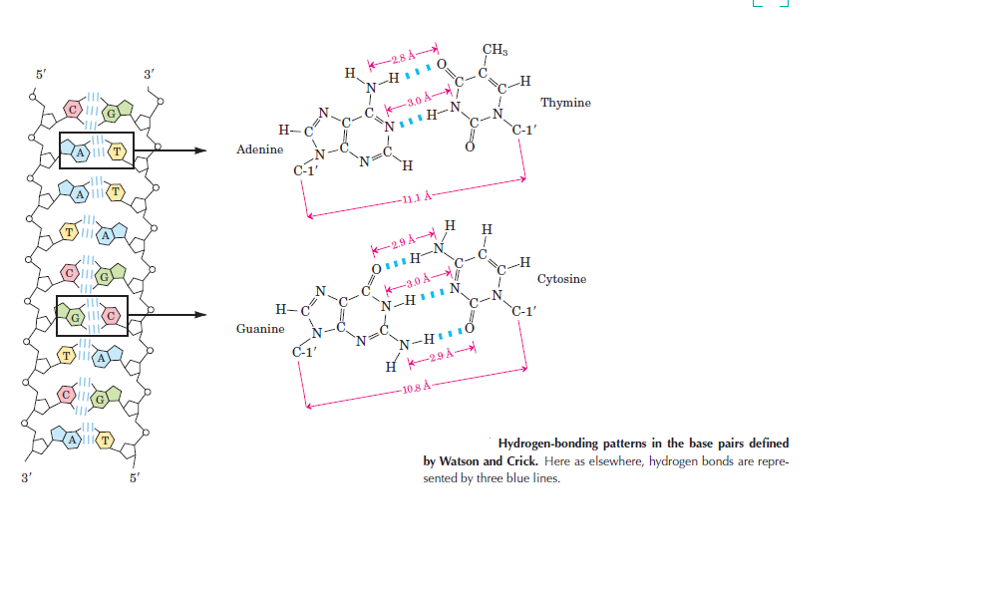 5′ 3′
C G
A T
A T
T A
C G
G C
T A
C G
A T
3′ 5′
CH3
H 2.8 Å O
N H C C H
3.0 Å C
N C N H N N Thymine
H C C C C-1′
Adenine
N C N C O
C-1′ H
11.1 Å
H H
2.9 Å N
O H C C H
3.0 Å C Cytosine
N C C N H N N
H C C C-1′
Guanine
N C N C N H O
C-1′ 2.9 Å
H
10.8 Å
Hydrogen-bonding patterns in the base pairs defined
by Watson and Crick. Here as elsewhere, hydrogen bonds are repre-
sented by three blue lines.